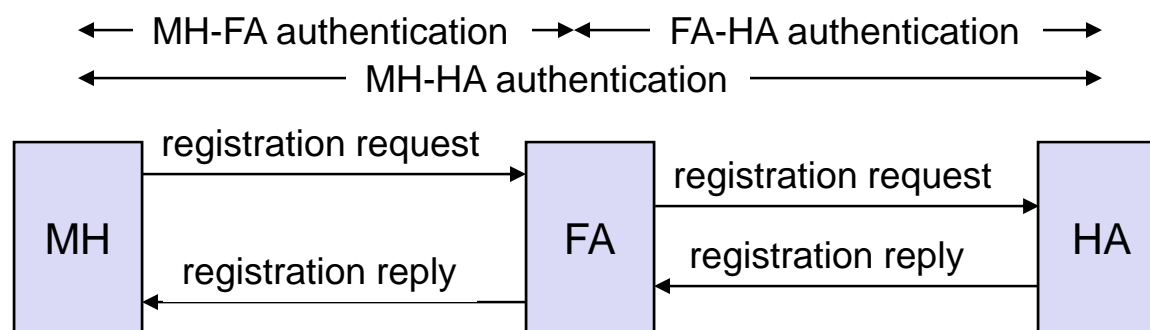 MH-FA authentication FA-HA authentication
MH-HA authentication
registration request
registration request
MH FA HA
registration reply
registration reply